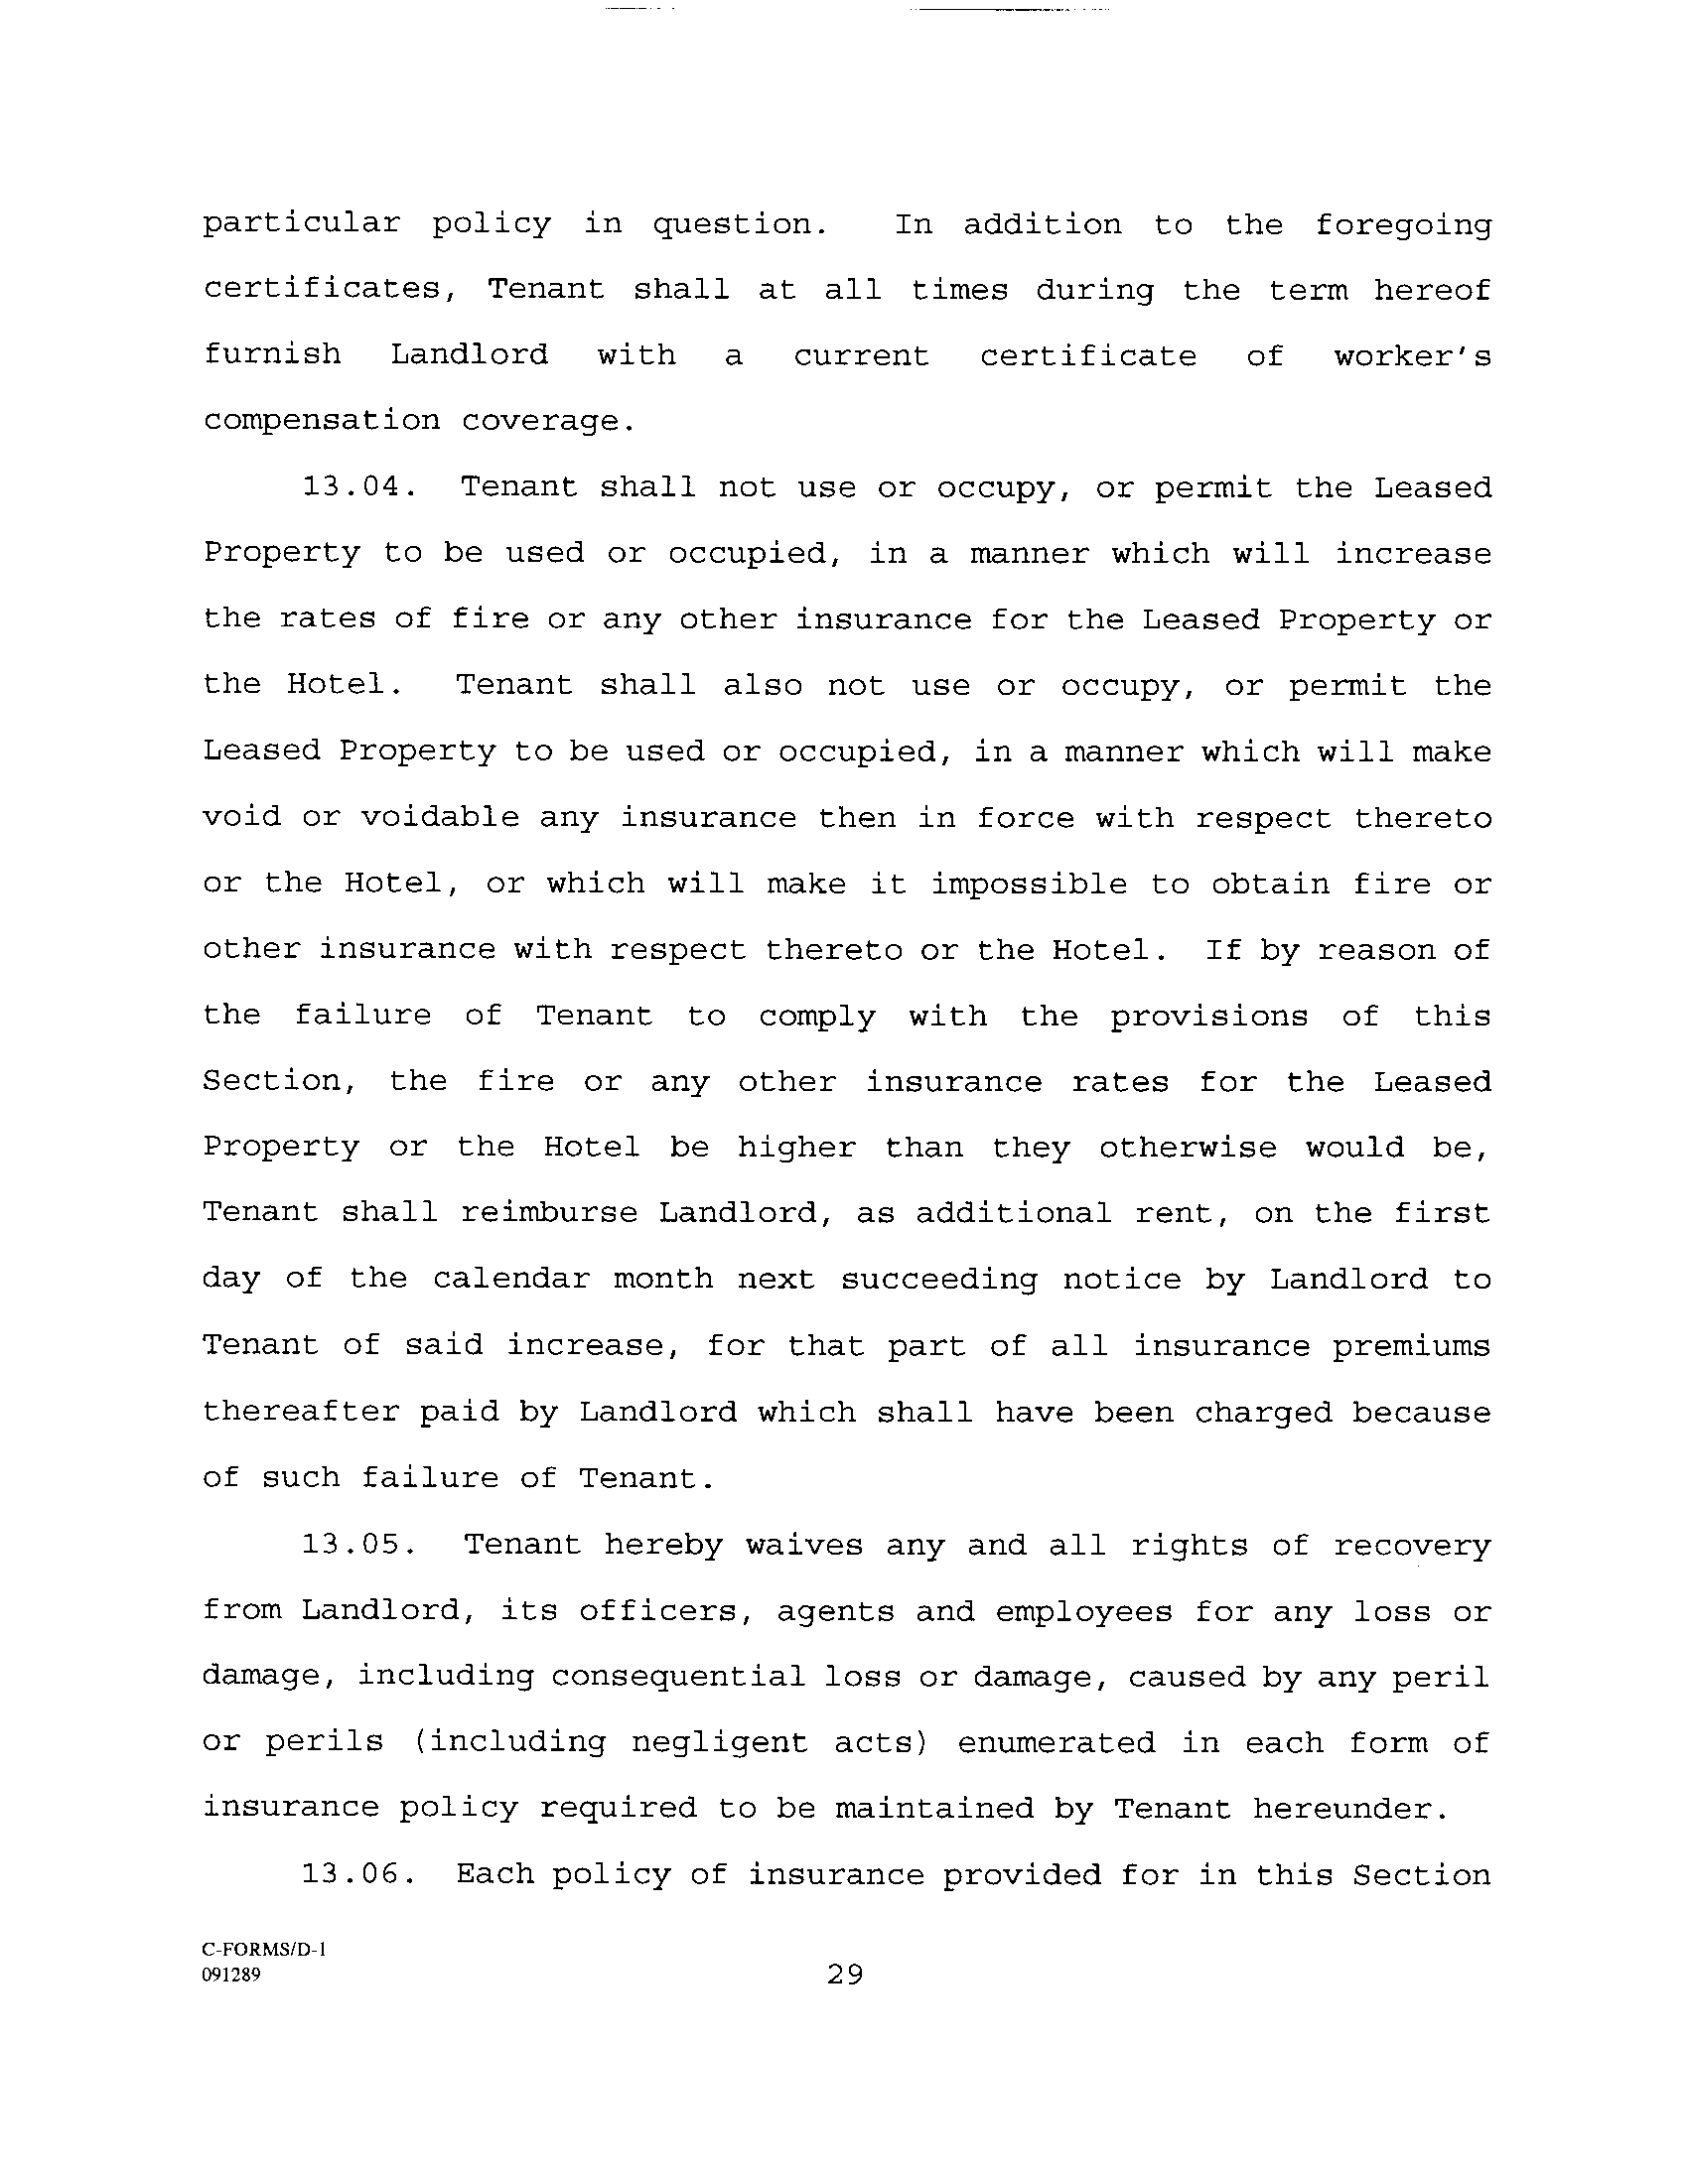 particular policy in question. In addition to the foregoing
certificates, Tenant shall at all times during the term hereof
furnish Landlord with a current certificate of worker's
compensation coverage.
13.04. Tenant shall not use or occupy, or permit the Leased
Property to be used or occupied, in a manner which will increase
the rates of fire or any other insurance for the Leased Property or
the Hotel. Tenant shall also not use or occupy, or permit the
Leased Property to be used or occupied, in a manner which will make
void or voidable any insurance then in force with respect thereto
or the Hotel, or which will make it impossible to obtain fire or
other insurance with respect thereto or the Hotel. If by reason of
the failure of Tenant to comply with the provisions of this
Section, the fire or any other insurance rates for the Leased
Property or the Hotel be higher than they otherwise would be,
Tenant shall reimburse Landlord, as additional rent, on the first
day of the calendar month next succeeding notice by Landlord to
Tenant of said increase, for that part of all insurance premiums
thereafter paid by Landlord which shall have been charged because
of such failure of Tenant.
13.05. Tenant hereby waives any and all rights of recovery
from Landlord, its officers, agents and employees for any loss or
damage, including consequential loss or damage, caused by any peril
or perils (including negligent acts) enumerated in each form of
insurance policy required to be maintained by Tenant hereunder.
13.06. Each policy of insurance provided for in this Section
C-FORMS/D-1
091289
29